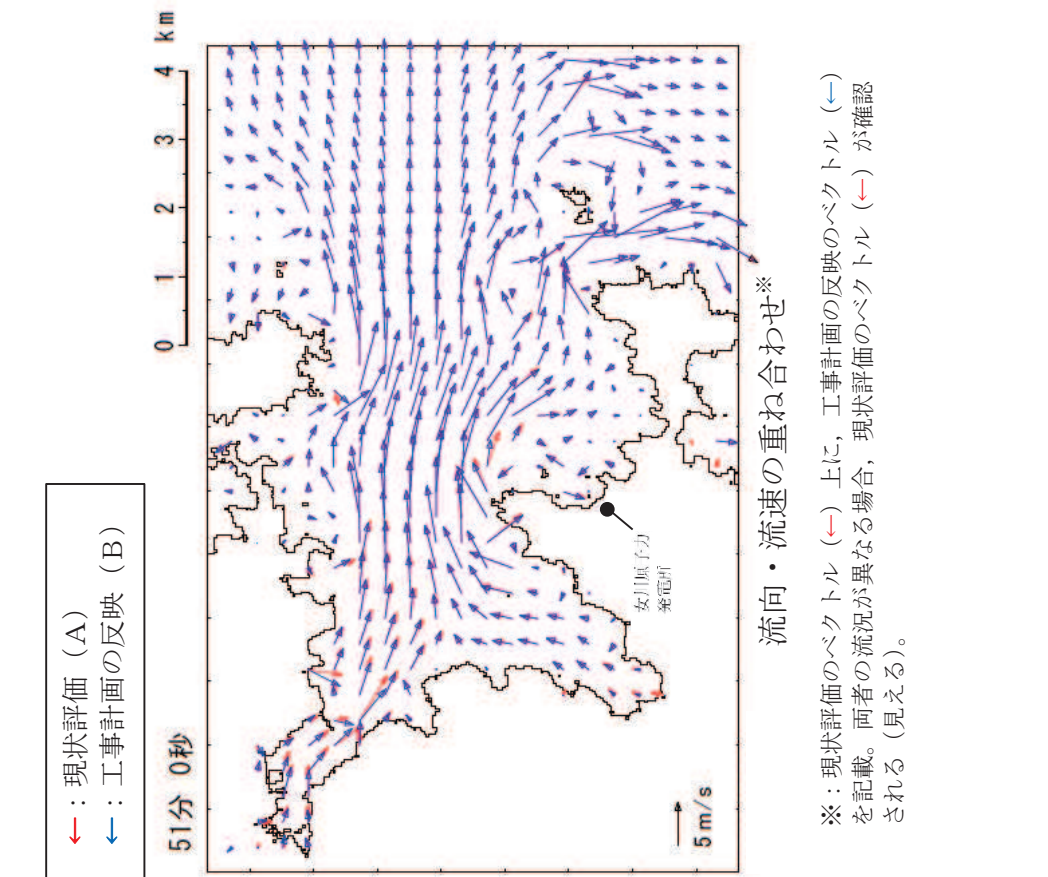 ←：現状評価（A）
←：工事計画の反映（B）
51分 0秒
0 1 2 3 4 km
5m/s
女川原子力
発電所
流向・流速の重ね合わせ※
※：現状評価のベクトル（←）上に，工事計画の反映のベクトル（←）
を記載。両者の流況が異なる場合，現状評価のベクトル（←）が確認
される（見える）。